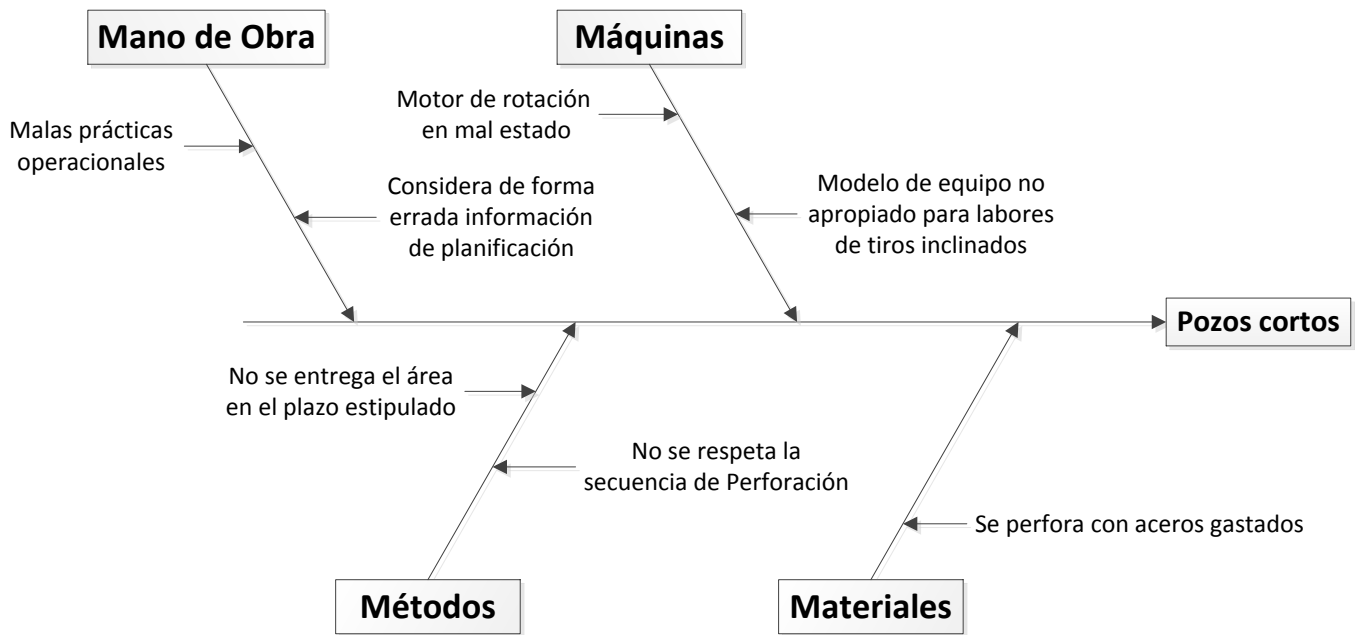 Mano de Obra
Máquinas
Malas prácticas
operacionales
Considera de forma
errada información
de planificación
Motor de rotación
en mal estado
Modelo de equipo no
apropiado para labores
de tiros inclinados
Pozos cortos
No se entrega el área
en el plazo estipulado
No se respeta la
secuencia de Perforación
Se perfora con aceros gastados
Métodos
Materiales